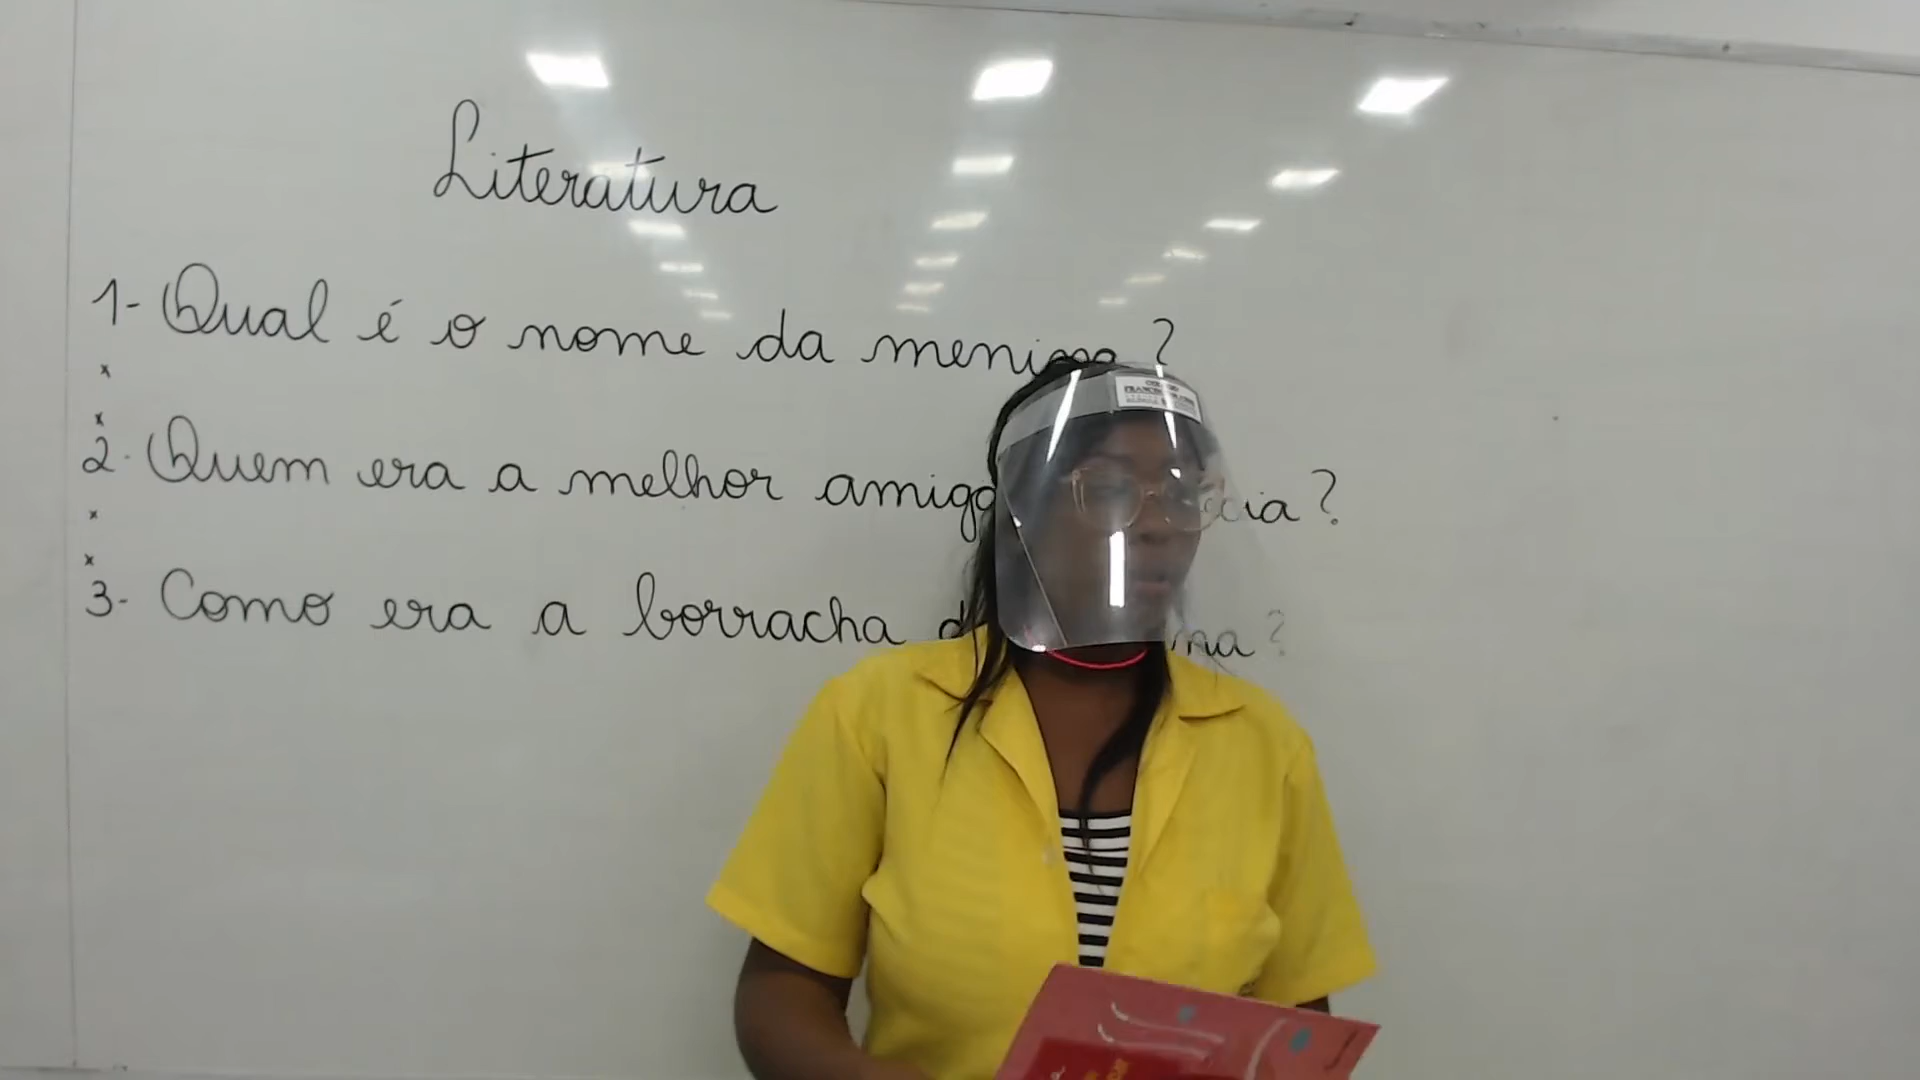 Literatura
1- Qual é o nome da menina?
2. Quem era a melhor amiga ?
3- Como era a borracha ?